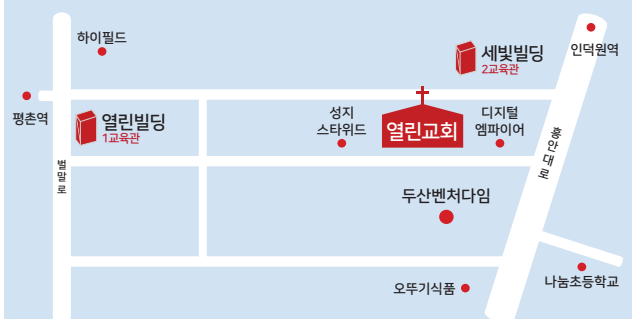 하이필드
세빛빌딩
2교육관
인덕원역
평촌역
열린빌딩
1교육관
성지
스타위드
열린교회
디지털
엠파이어
벌말로
흥안대로
두산벤처다임
나눔초등학교
오뚜기식품